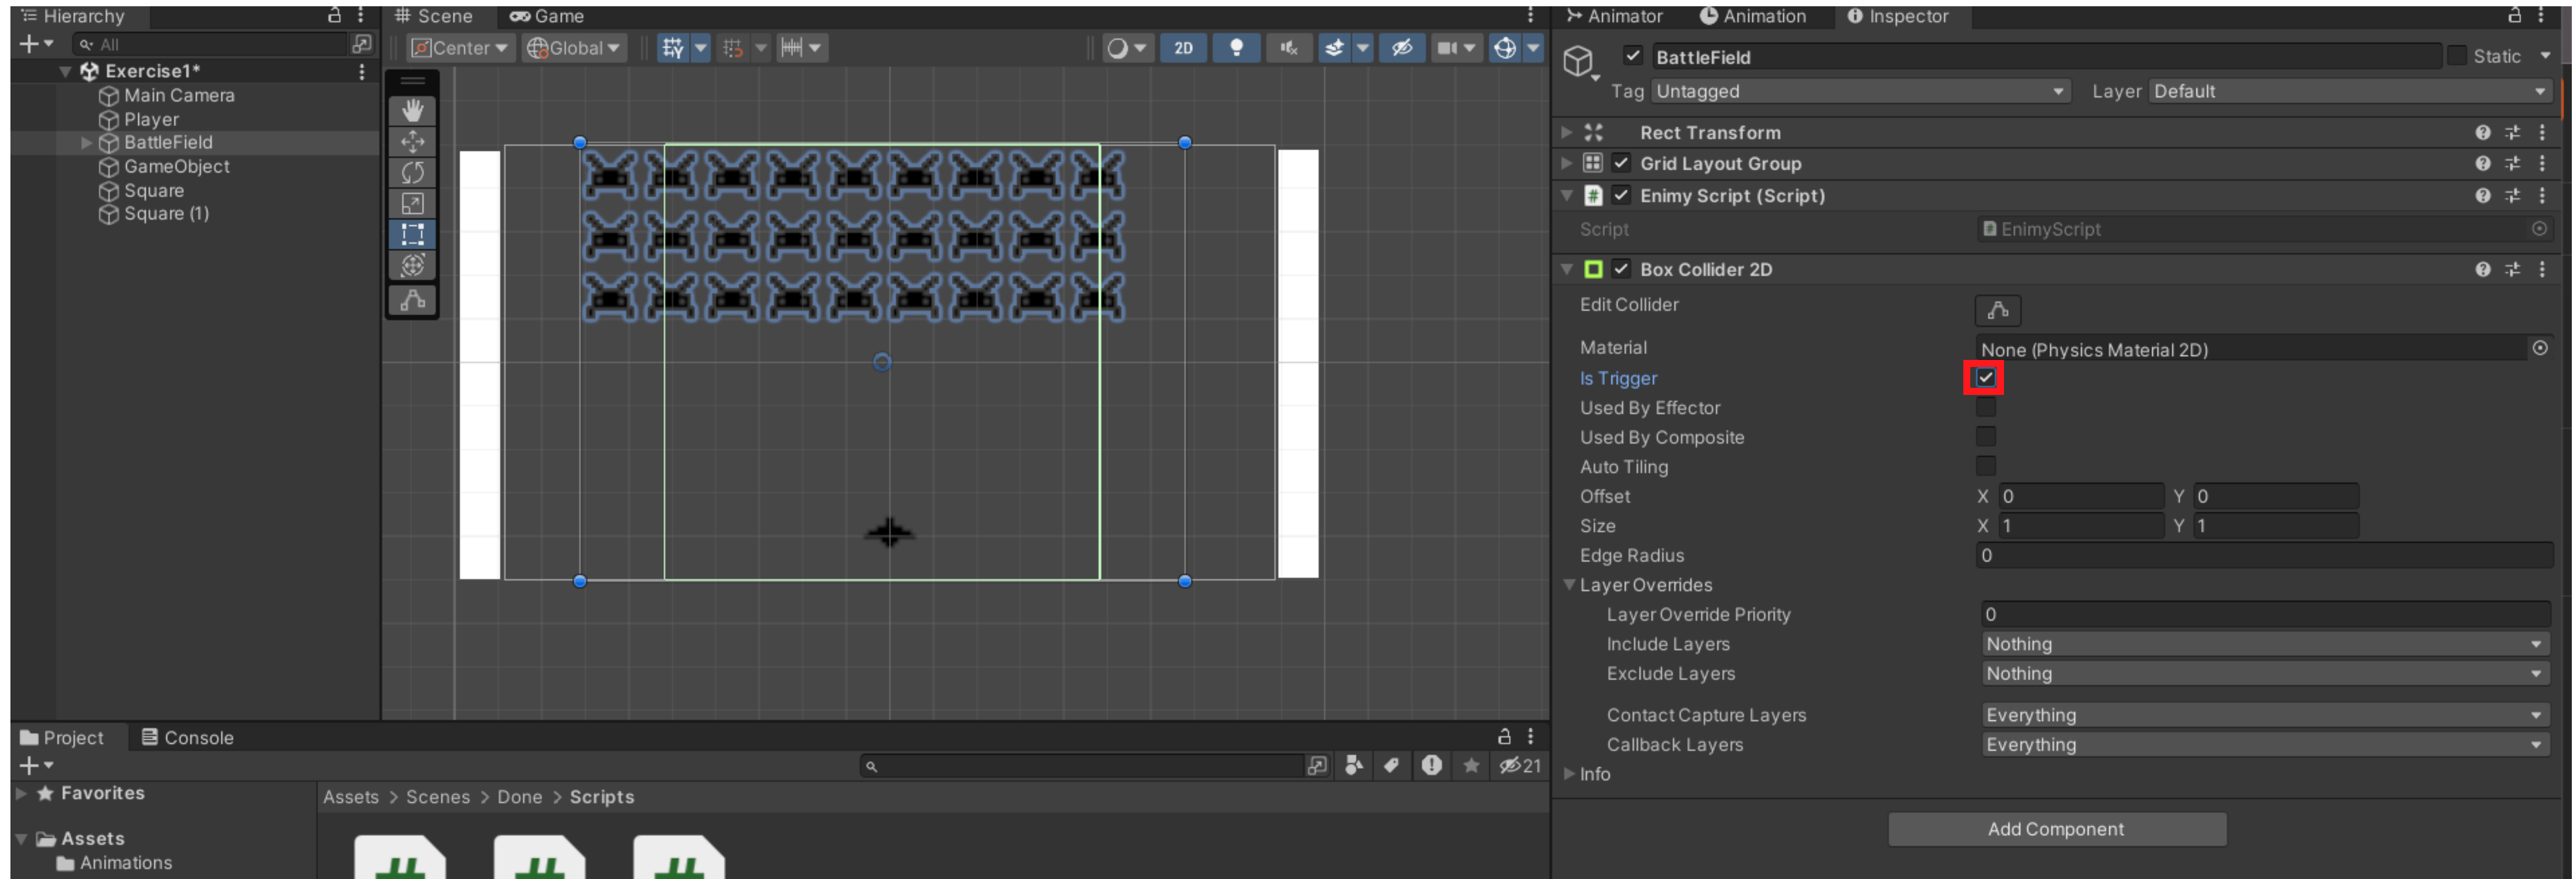 Hierarchy
All
Exercise1*
Main Camera
Player
BattleField
GameObject
Square
Square (1)
Scene Game
Center Global 2D
Animator Animation Inspector
BattleField Static
Tag Untagged Layer Default
Rect Transform
Grid Layout Group
# Enimy Script (Script)
Script # EnimyScript
Box Collider 2D
Edit Collider
Material None (Physics Material 2D)
Is Trigger
Used By Effector
Used By Composite
Auto Tiling
Offset X 0 Y 0
Size X 1 Y 1
Edge Radius 0
Layer Overrides
Layer Override Priority 0
Include Layers Nothing
Exclude Layers Nothing
Contact Capture Layers Everything
Callback Layers Everything
Info
Add Component
Project Console
21
Favorites
Assets > Scenes > Done > Scripts
Assets
Animations
# # #